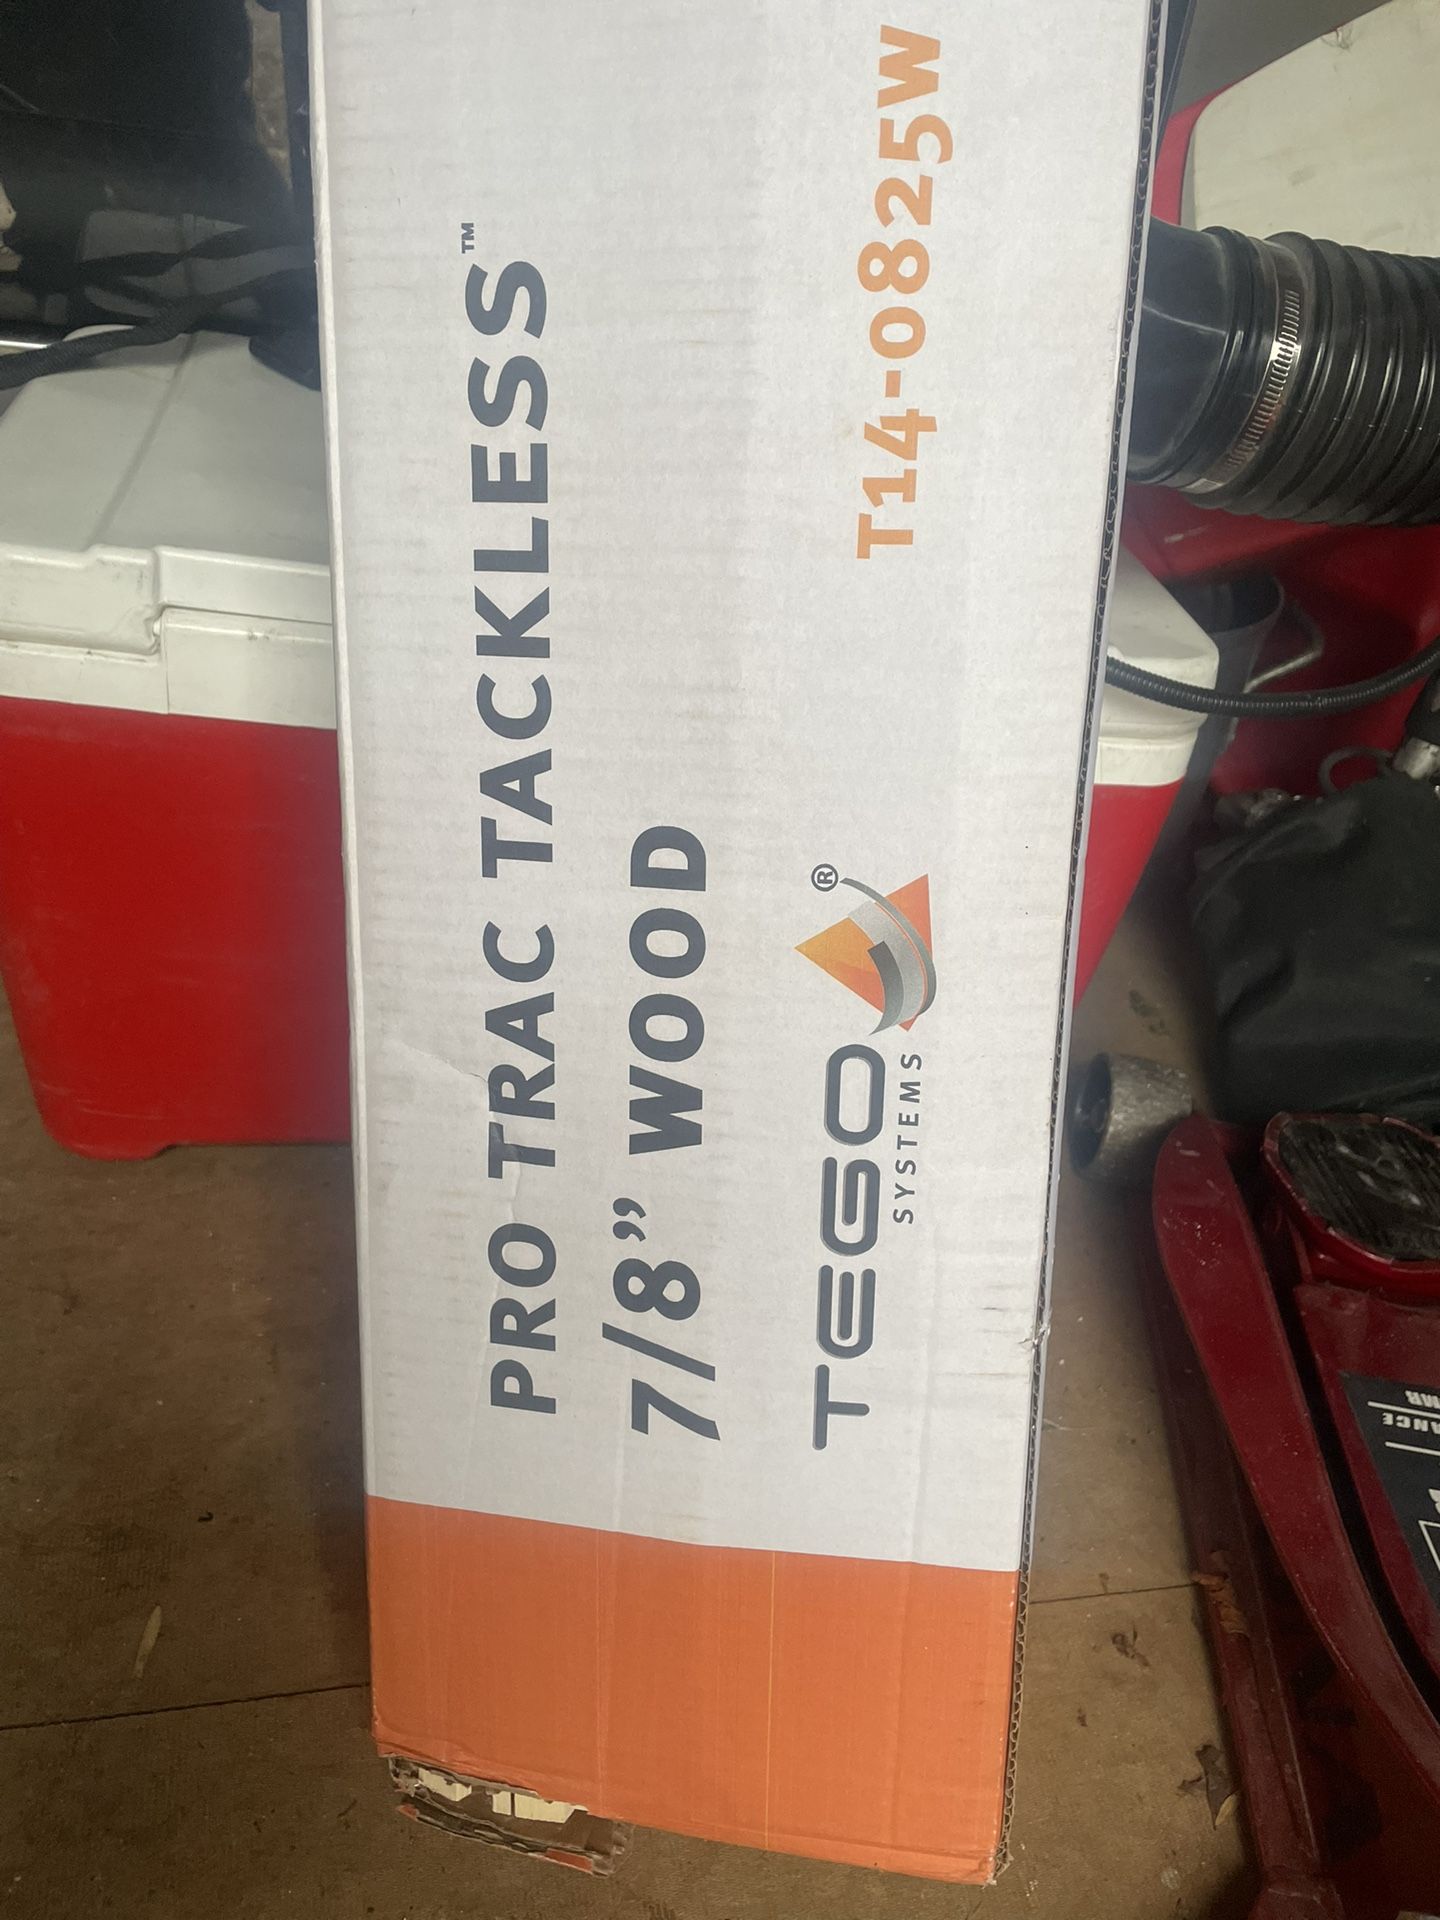 PRO TRAC TACKLESS™
7/8” WOOD
TEGO®
SYSTEMS
T14-0825W